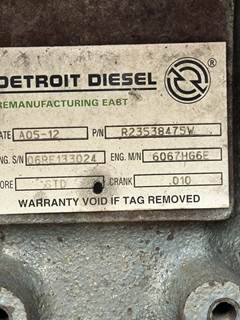 DETROIT DIESEL ®
REMANUFACTURING EAST
ATE A05-12 P/N R23538475W
NG. S/N 06RE133024 ENG. M/N 6067HG6E
ORE STD CRANK .010
WARRANTY VOID IF TAG REMOVED